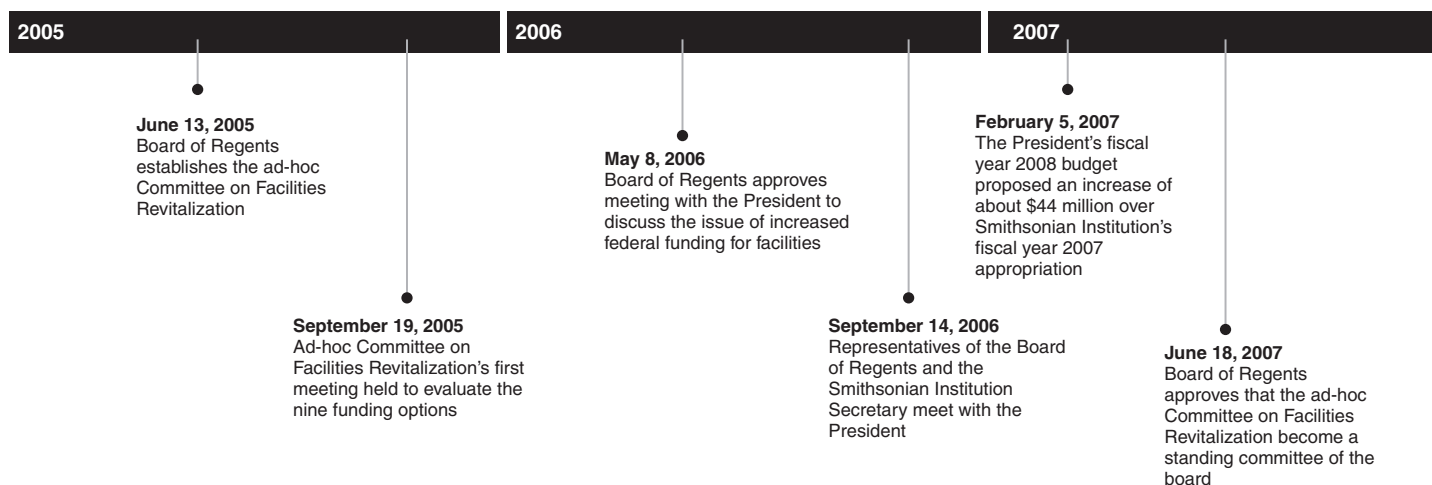 2005
2006
2007
June 13, 2005
Board of Regents
establishes the ad-hoc
Committee on Facilities
Revitalization
September 19, 2005
Ad-hoc Committee on
Facilities Revitalization's first
meeting held to evaluate the
nine funding options
May 8, 2006
Board of Regents approves
meeting with the President to
discuss the issue of increased
federal funding for facilities
September 14, 2006
Representatives of the Board
of Regents and the
Smithsonian Institution
Secretary meet with the
President
February 5, 2007
The President's fiscal
year 2008 budget
proposed an increase of
about $44 million over
Smithsonian Institution's
fiscal year 2007
appropriation
June 18, 2007
Board of Regents
approves that the ad-hoc
Committee on Facilities
Revitalization become a
standing committee of the
board